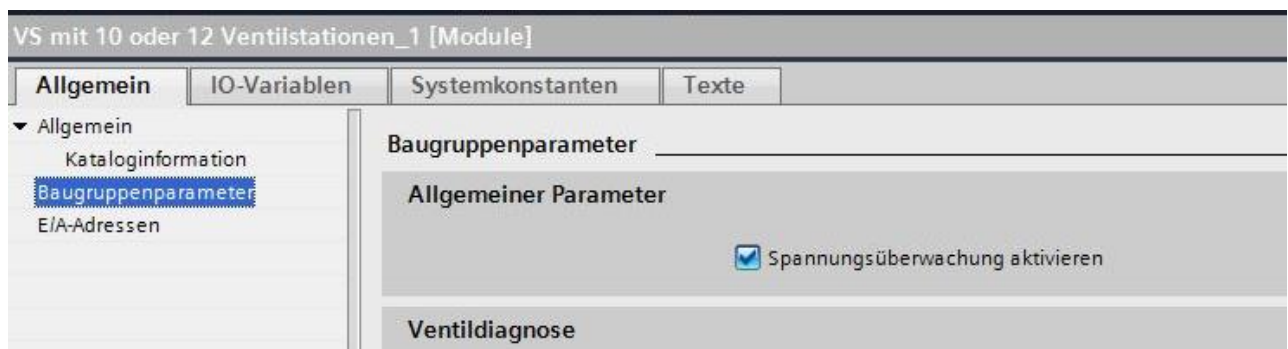 VS mit 10 oder 12 Ventilstationen_1 [Module]
Allgemein IO-Variablen Systemkonstanten Texte
Allgemein
Kataloginformation
Baugruppenparameter
E/A-Adressen
Baugruppenparameter
Allgemeiner Parameter
Spannungsüberwachung aktivieren
Ventildiagnose